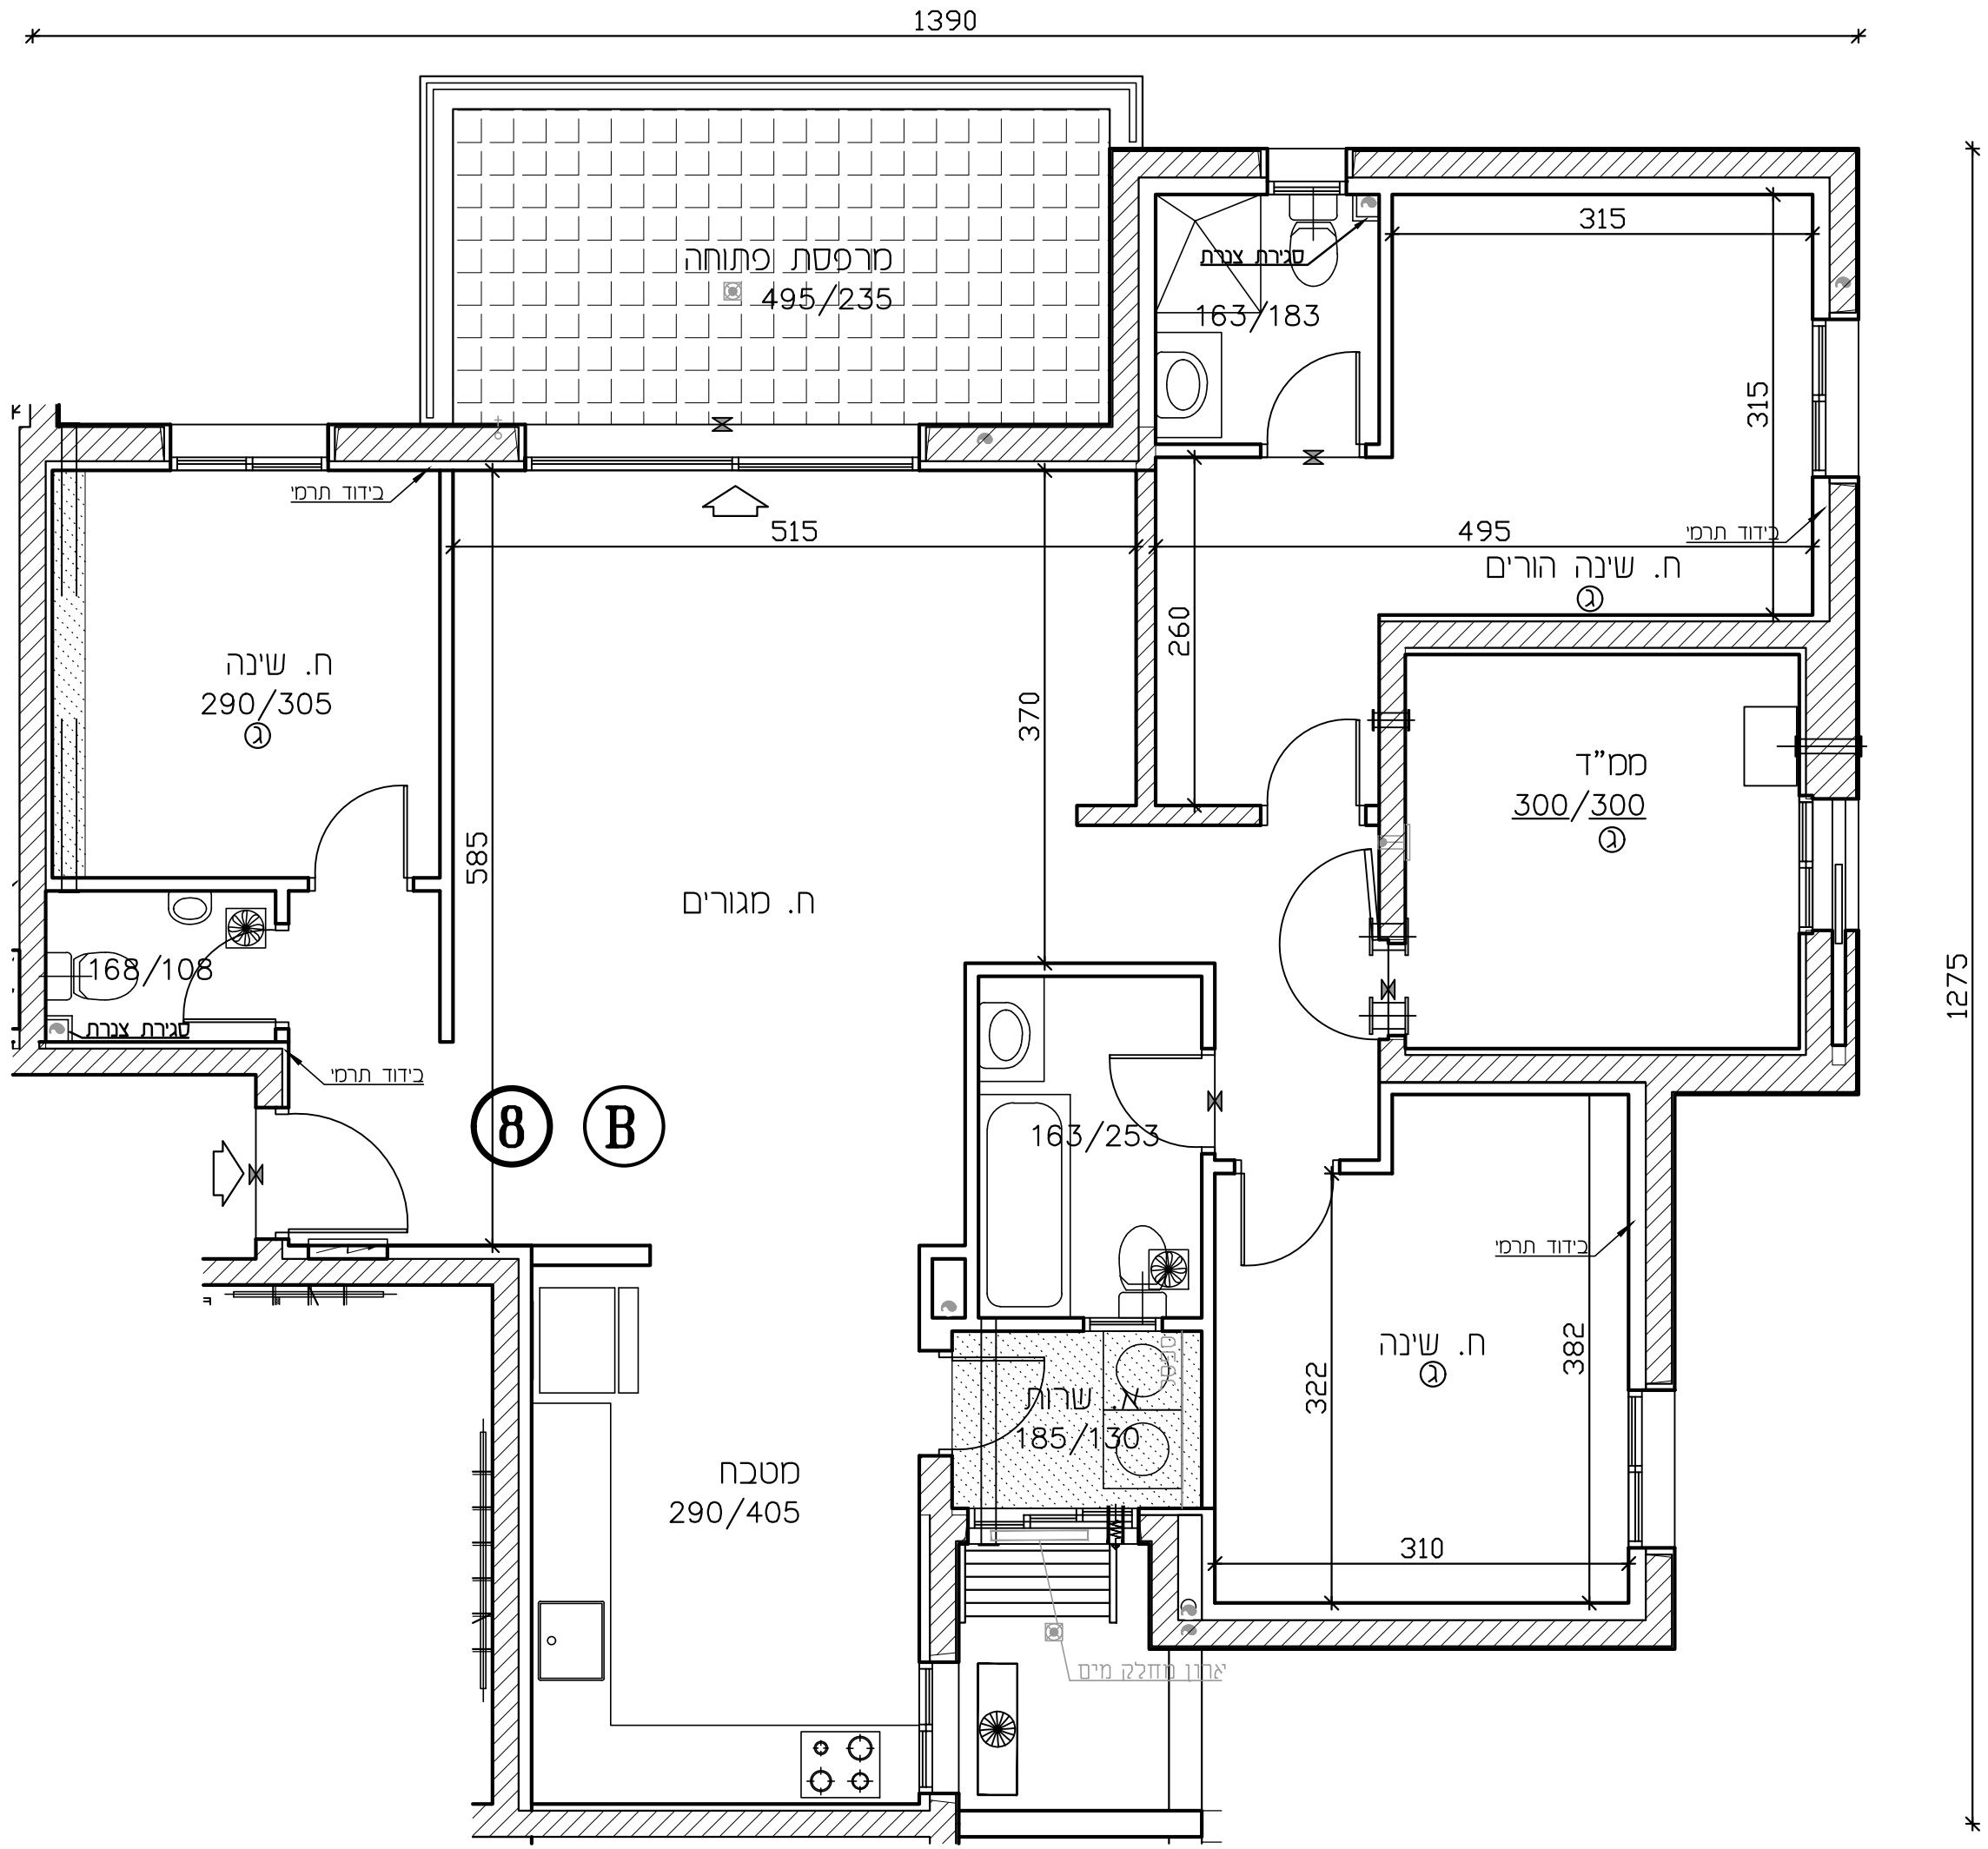 1390
מרפסת פתוחה
495/235
סגירת צנרת
163/183
315
315
בידוד תרמי
515
495
בידוד תרמי
ח. שינה הורים
ג
260
ח. שינה
290/305
ג
370
ממ"ד
300/300
ג
585
ח. מגורים
168/108
סגירת צנרת
בידוד תרמי
1275
8
B
163/253
בידוד תרמי
ח. שינה
ג
322
382
א. שרות
185/130
מטבח
290/405
310
ארון מחלק מים